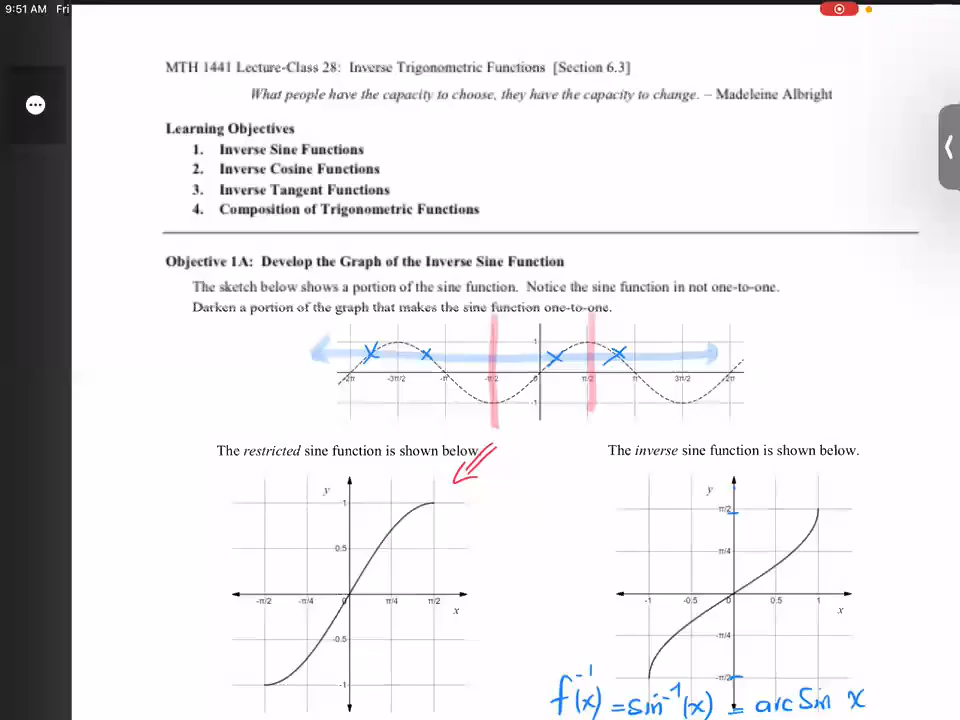 9:51 AM Fri
MTH 1441 Lecture-Class 28: Inverse Trigonometric Functions [Section 6.3]
What people have the capacity to choose, they have the capacity to change. – Madeleine Albright
Learning Objectives
1. Inverse Sine Functions
2. Inverse Cosine Functions
3. Inverse Tangent Functions
4. Composition of Trigonometric Functions
Objective 1A: Develop the Graph of the Inverse Sine Function
The sketch below shows a portion of the sine function. Notice the sine function in not one-to-one.
Darken a portion of the graph that makes the sine function one-to-one.
1
-2π -3π/2 -π -π/2 0 π/2 π 3π/2 2π
-1
The restricted sine function is shown below.
y
1
0.5
-π/2 -π/4 0 π/4 π/2
x
-0.5
-1
The inverse sine function is shown below.
y
π/2
π/4
-1 -0.5 0 0.5 1
x
-π/4
-π/2
f⁻¹(x) = sin⁻¹(x) = arcsin x